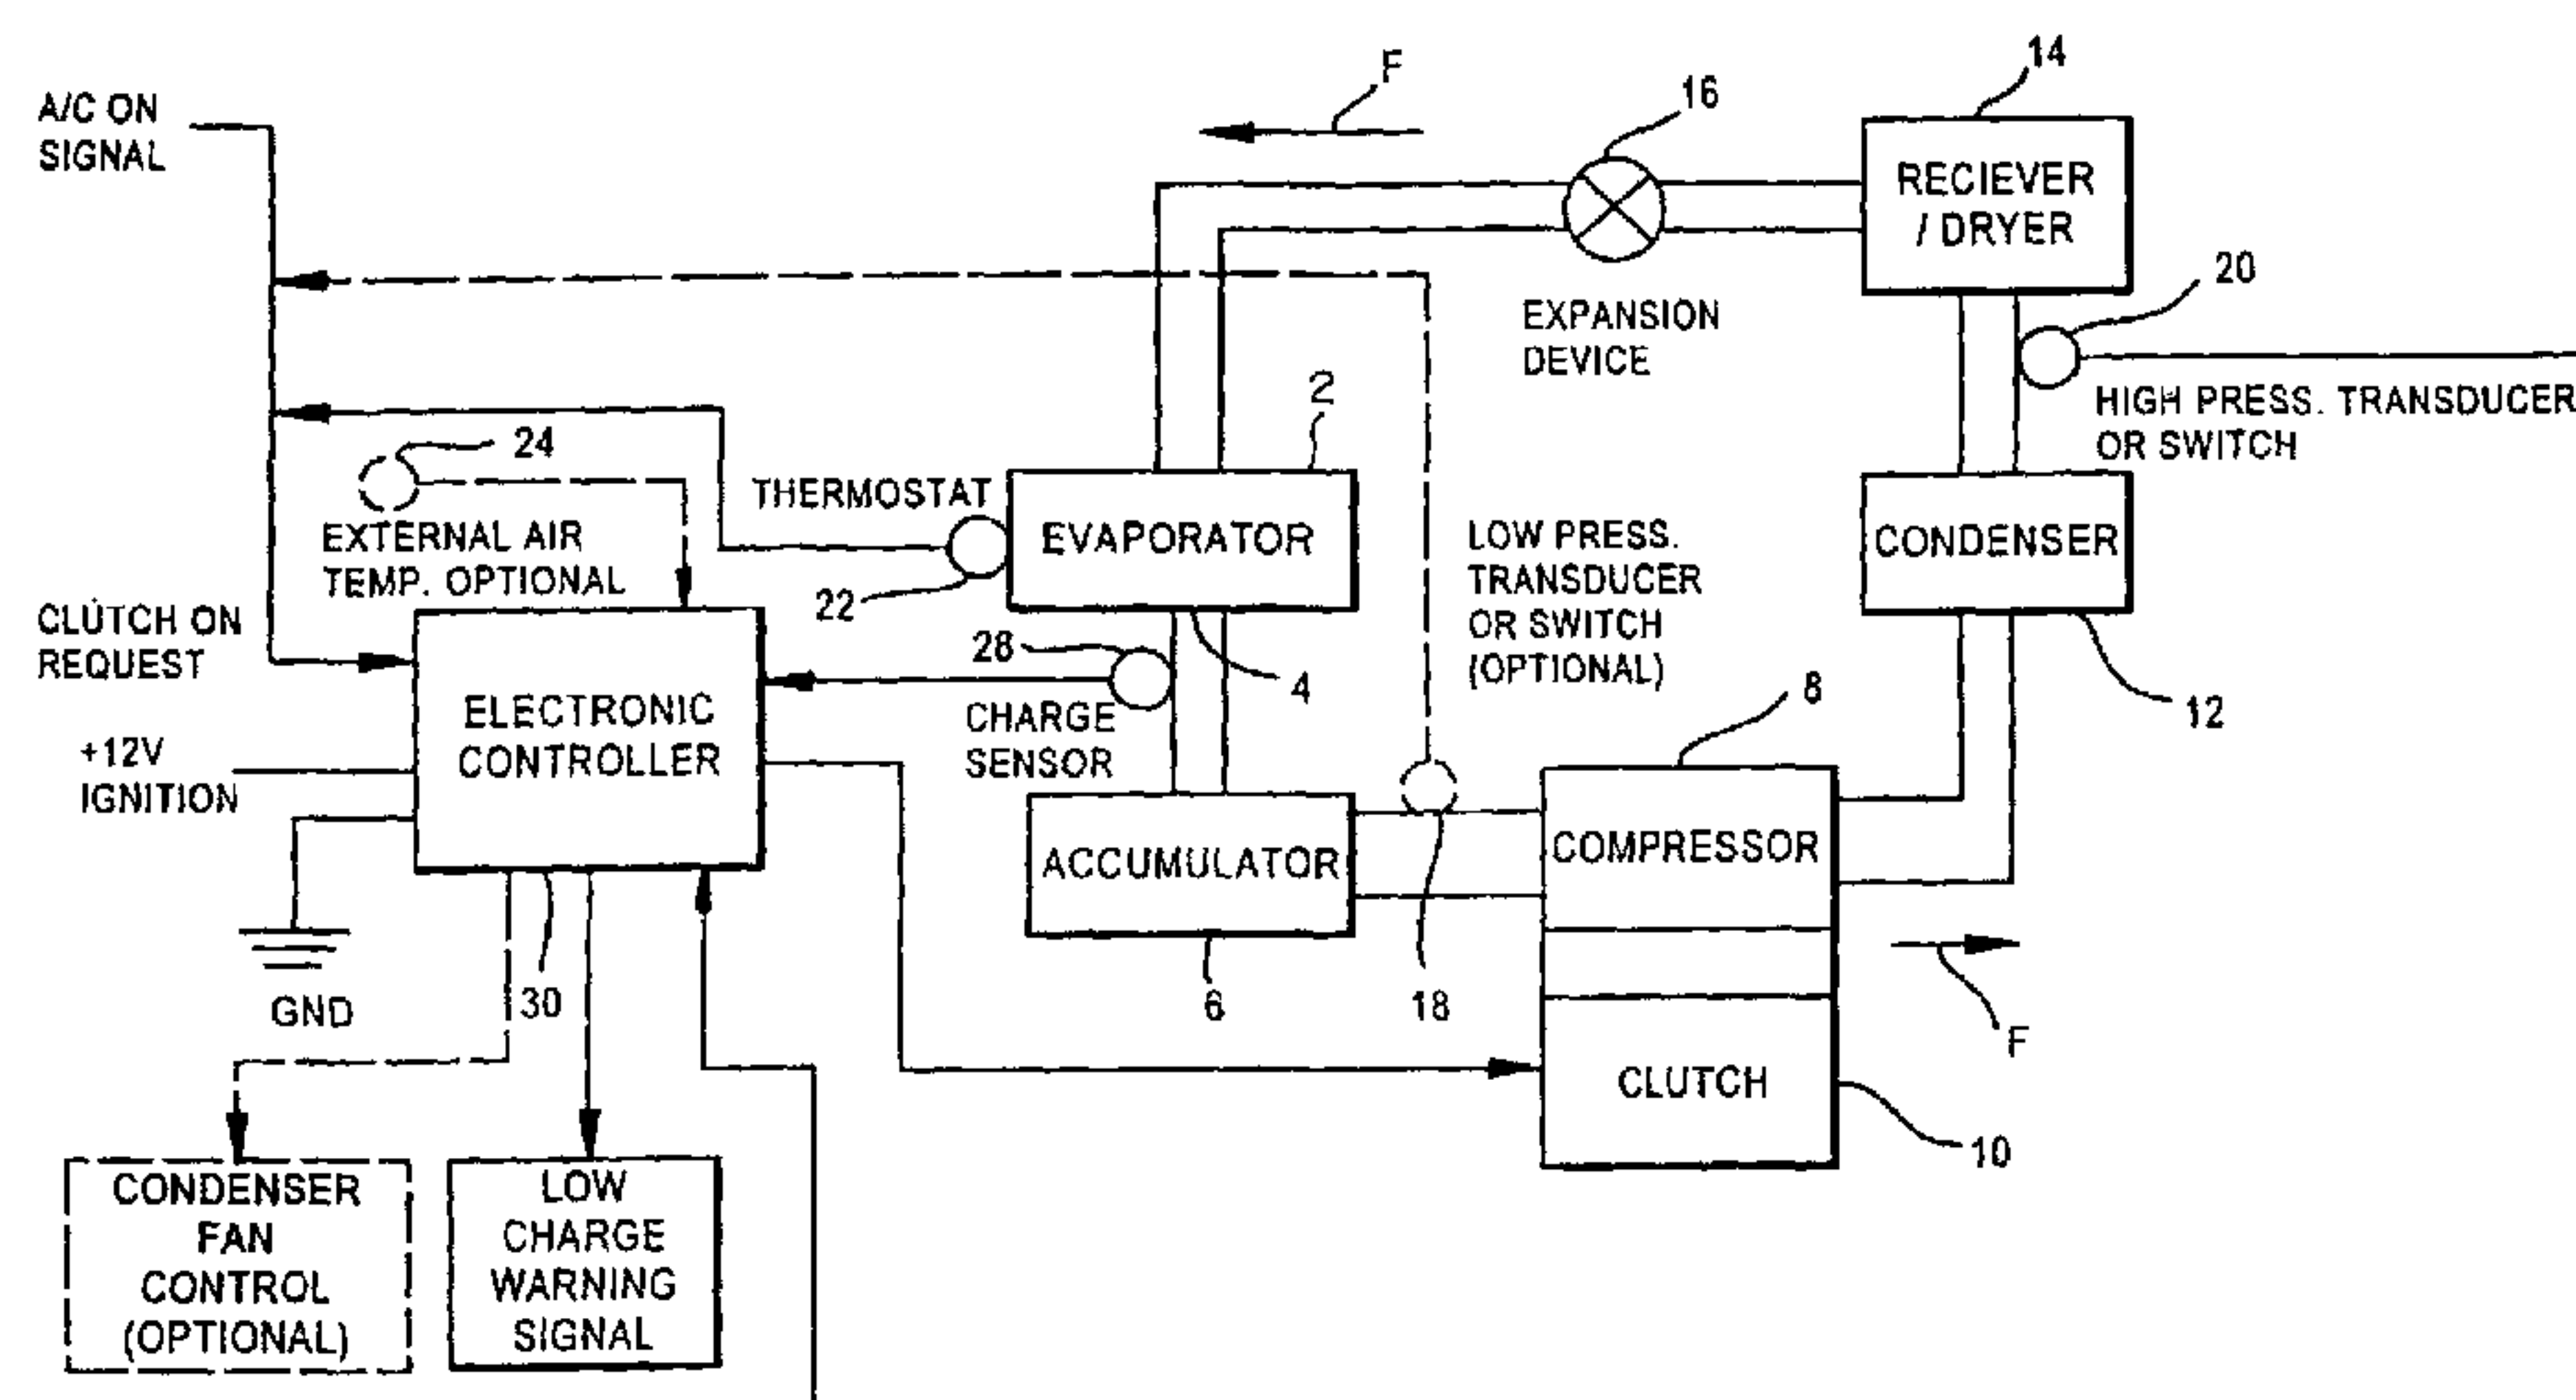 A/C ON
SIGNAL
F
16
14
RECIEVER
/ DRYER
20
EXPANSION
DEVICE
HIGH PRESS. TRANSDUCER
OR SWITCH
2
24
THERMOSTAT
EVAPORATOR
CONDENSER
EXTERNAL AIR
TEMP. OPTIONAL
22
LOW PRESS.
TRANSDUCER
OR SWITCH
(OPTIONAL)
CLUTCH ON
REQUEST
28
4
8
12
ELECTRONIC
CONTROLLER
CHARGE
SENSOR
+12V
IGNITION
ACCUMULATOR
COMPRESSOR
GND
30
6
18
F
CLUTCH
10
CONDENSER
FAN
CONTROL
(OPTIONAL)
LOW
CHARGE
WARNING
SIGNAL